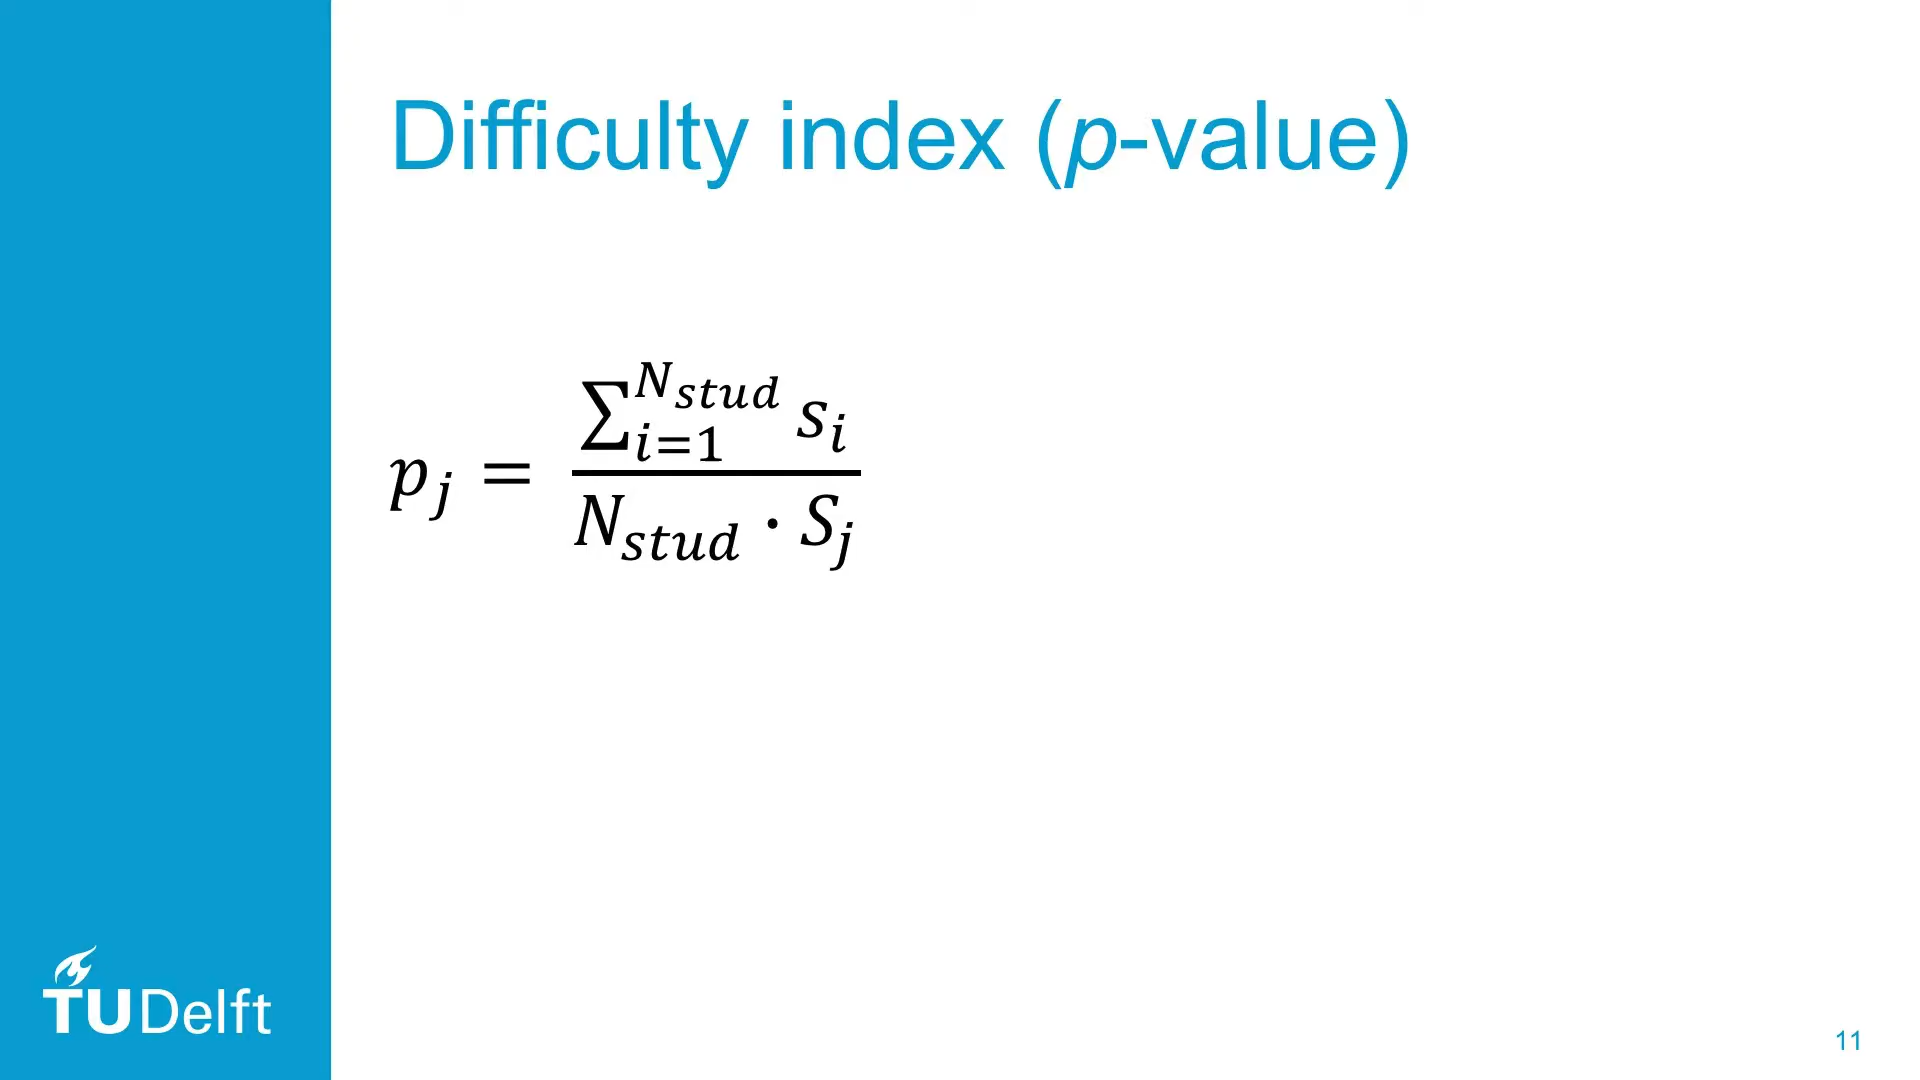 Difficulty index (p-value)
p_j = \frac{\sum_{i=1}^{N_{stud}} s_i}{N_{stud} \cdot S_j}
TUDelft
11